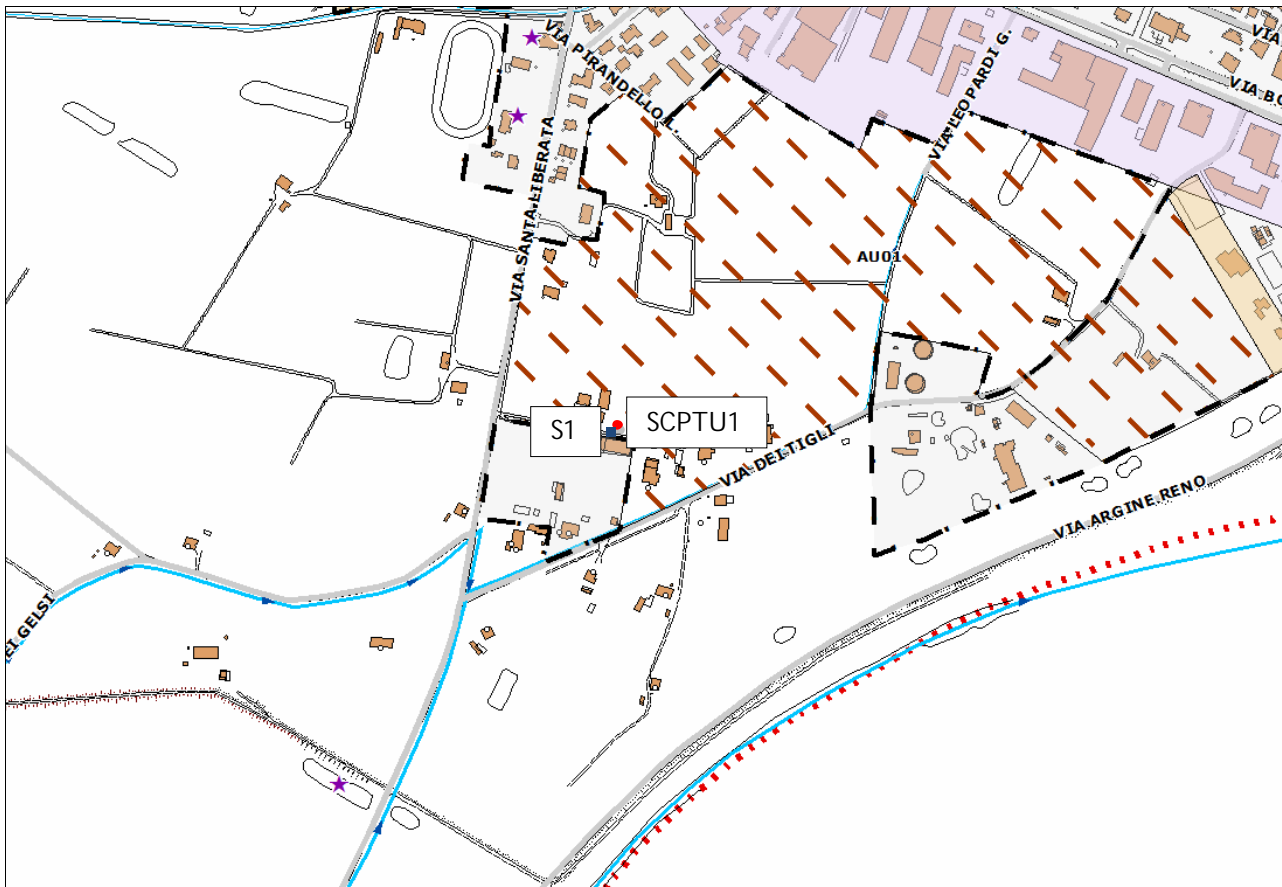 VIA PIRANDELLO L.
VIA LEOPARDI G.
VIA
VIA BO
VIA SANTA LIBERATA
AU01
S1
SCPTU1
VIA DEI TIGLI
VIA ARGINE RENO
EI GELSI